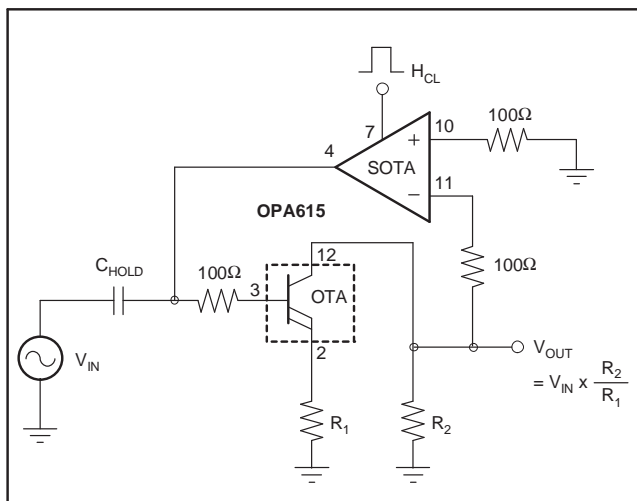 H_CL
100Ω
7
10
4
+
SOTA
11
−
OPA615
100Ω
C_HOLD
100Ω
12
3
OTA
V_IN
2
V_OUT
= V_IN x R_2/R_1
R_1
R_2